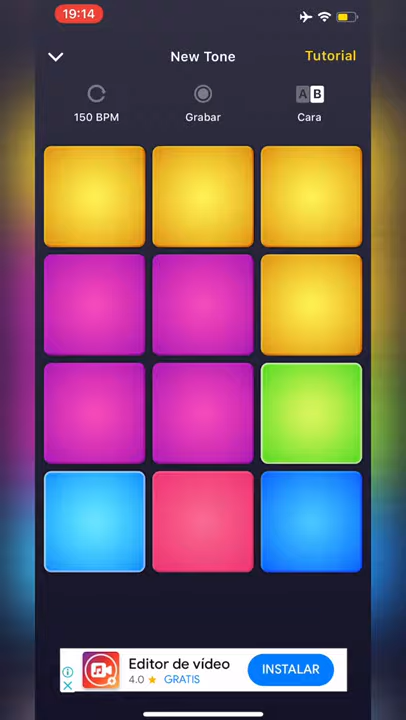 19:14
New Tone
Tutorial
150 BPM
Grabar
A B
Cara
Editor de vídeo
4.0 ★ GRATIS
INSTALAR